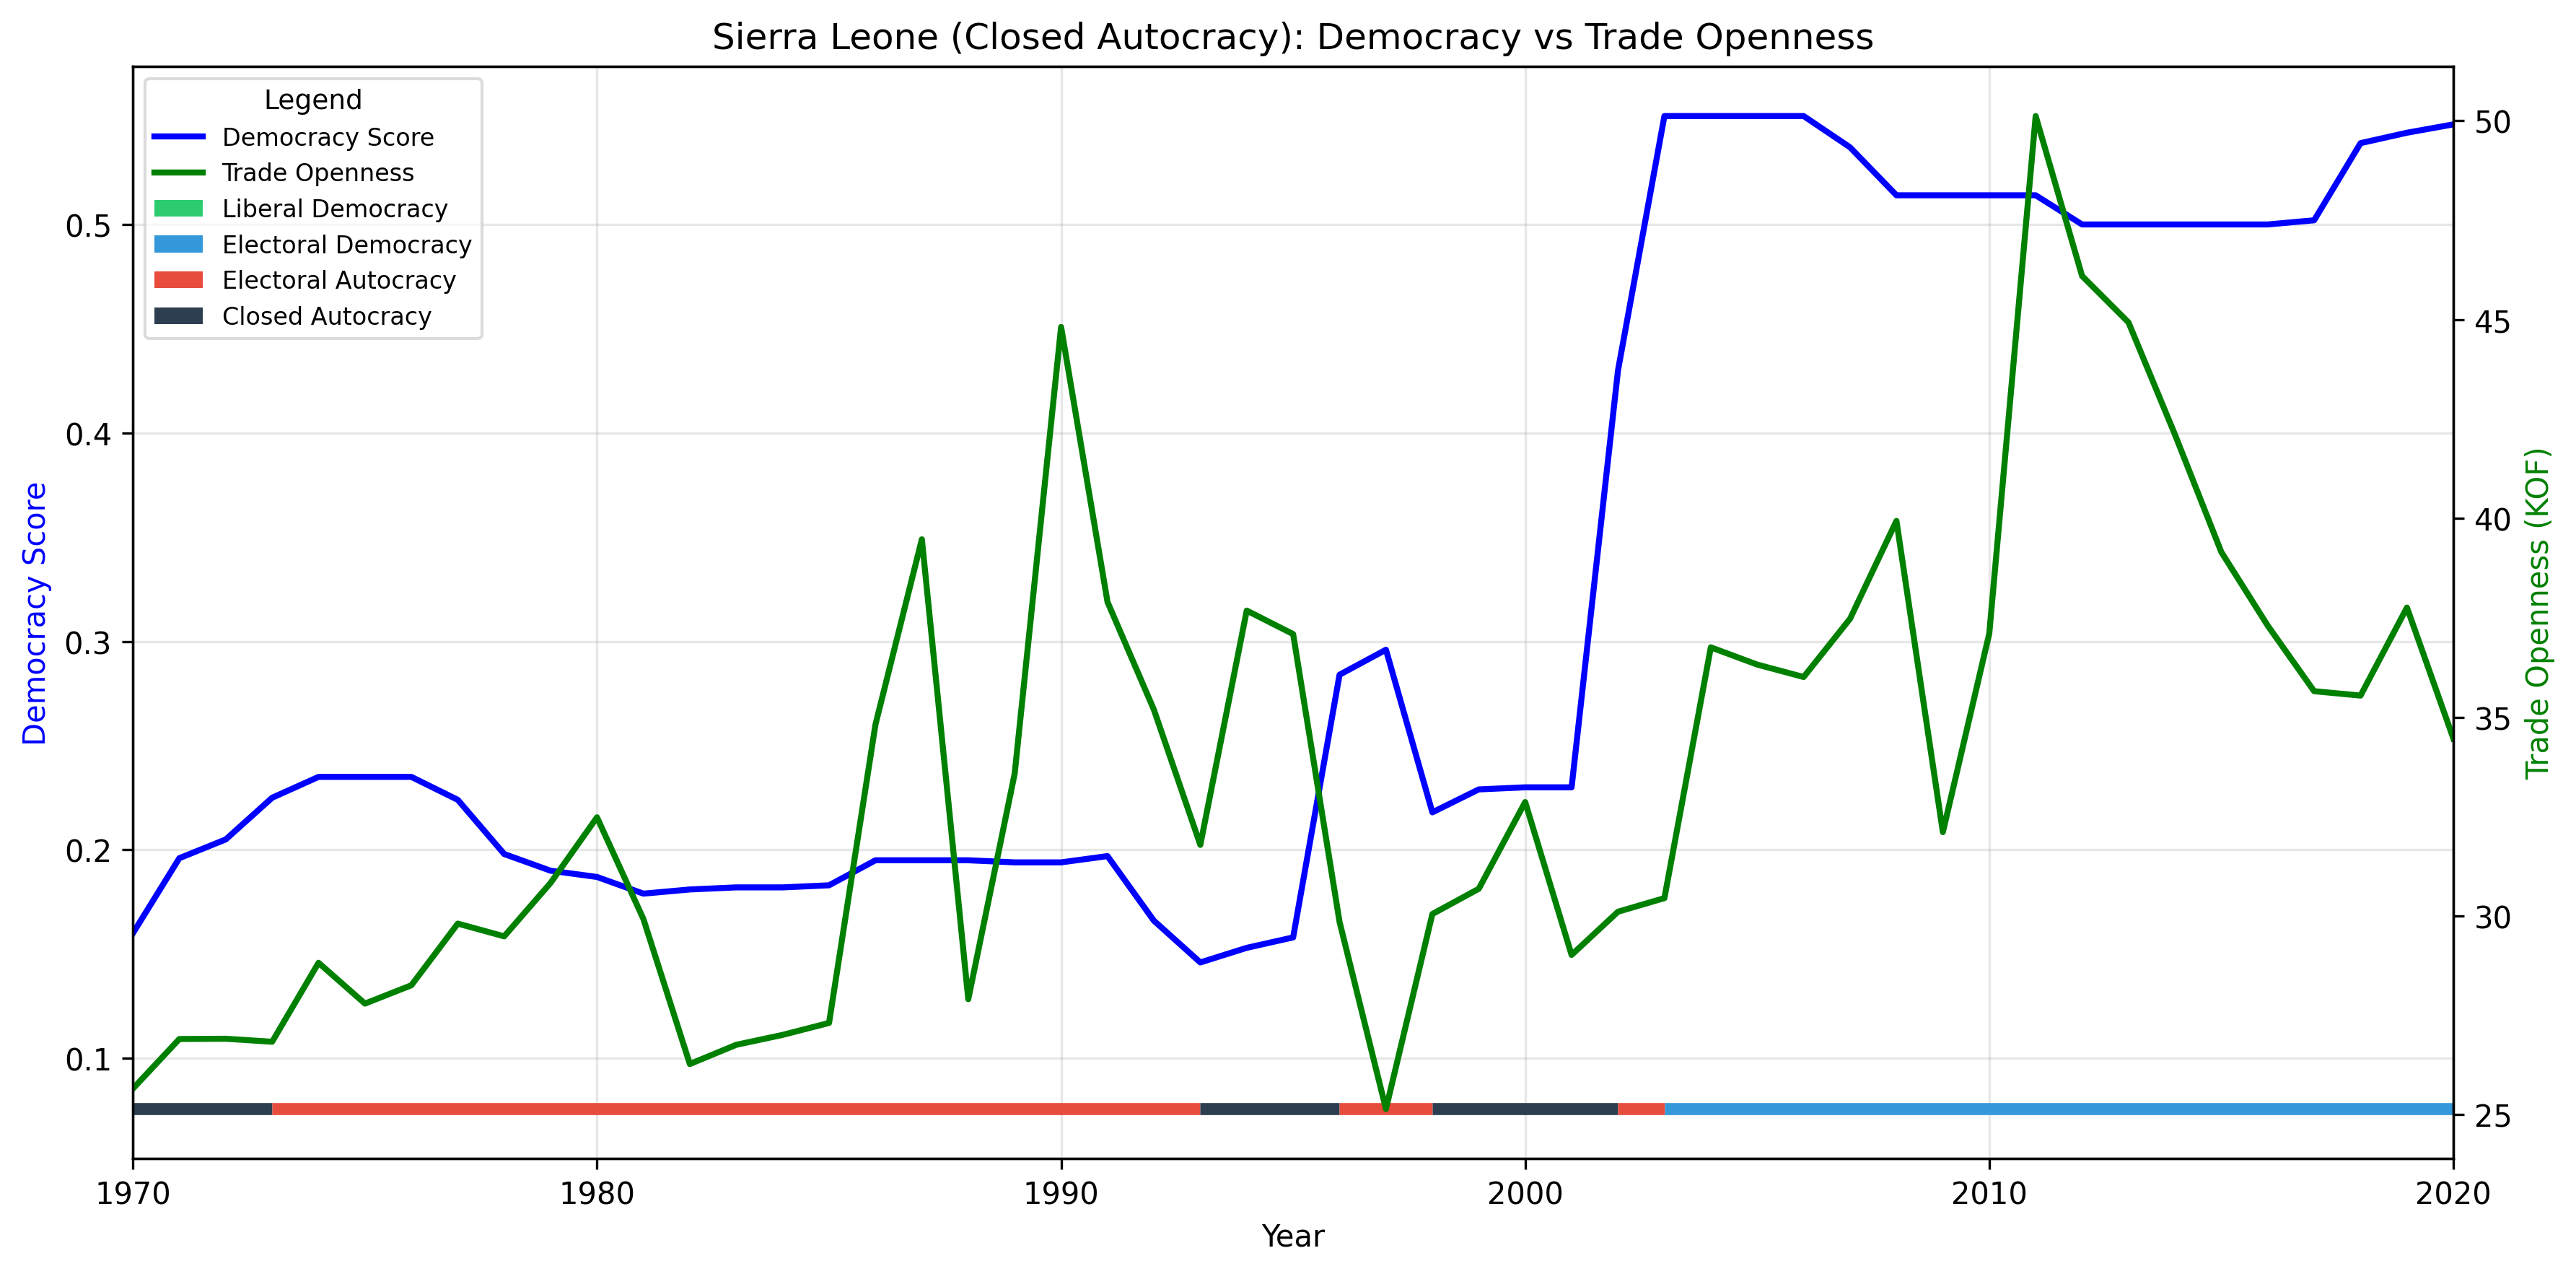 Sierra Leone (Closed Autocracy): Democracy vs Trade Openness
Legend
Democracy Score
Trade Openness
Liberal Democracy
Electoral Democracy
Electoral Autocracy
Closed Autocracy
Democracy Score
0.5
0.4
0.3
0.2
0.1
50
45
40
35
30
25
Trade Openness (KOF)
1970 1980 1990 2000 2010 2020
Year